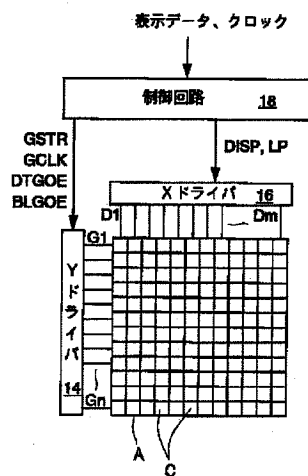 表示データ、クロック
制御回路 18
GSTR
GCLK
DTGOE
BLGOE
DISP, LP
Xドライバ 16
D1
Dm
G1
Yドライバ
14
Gn
A
C